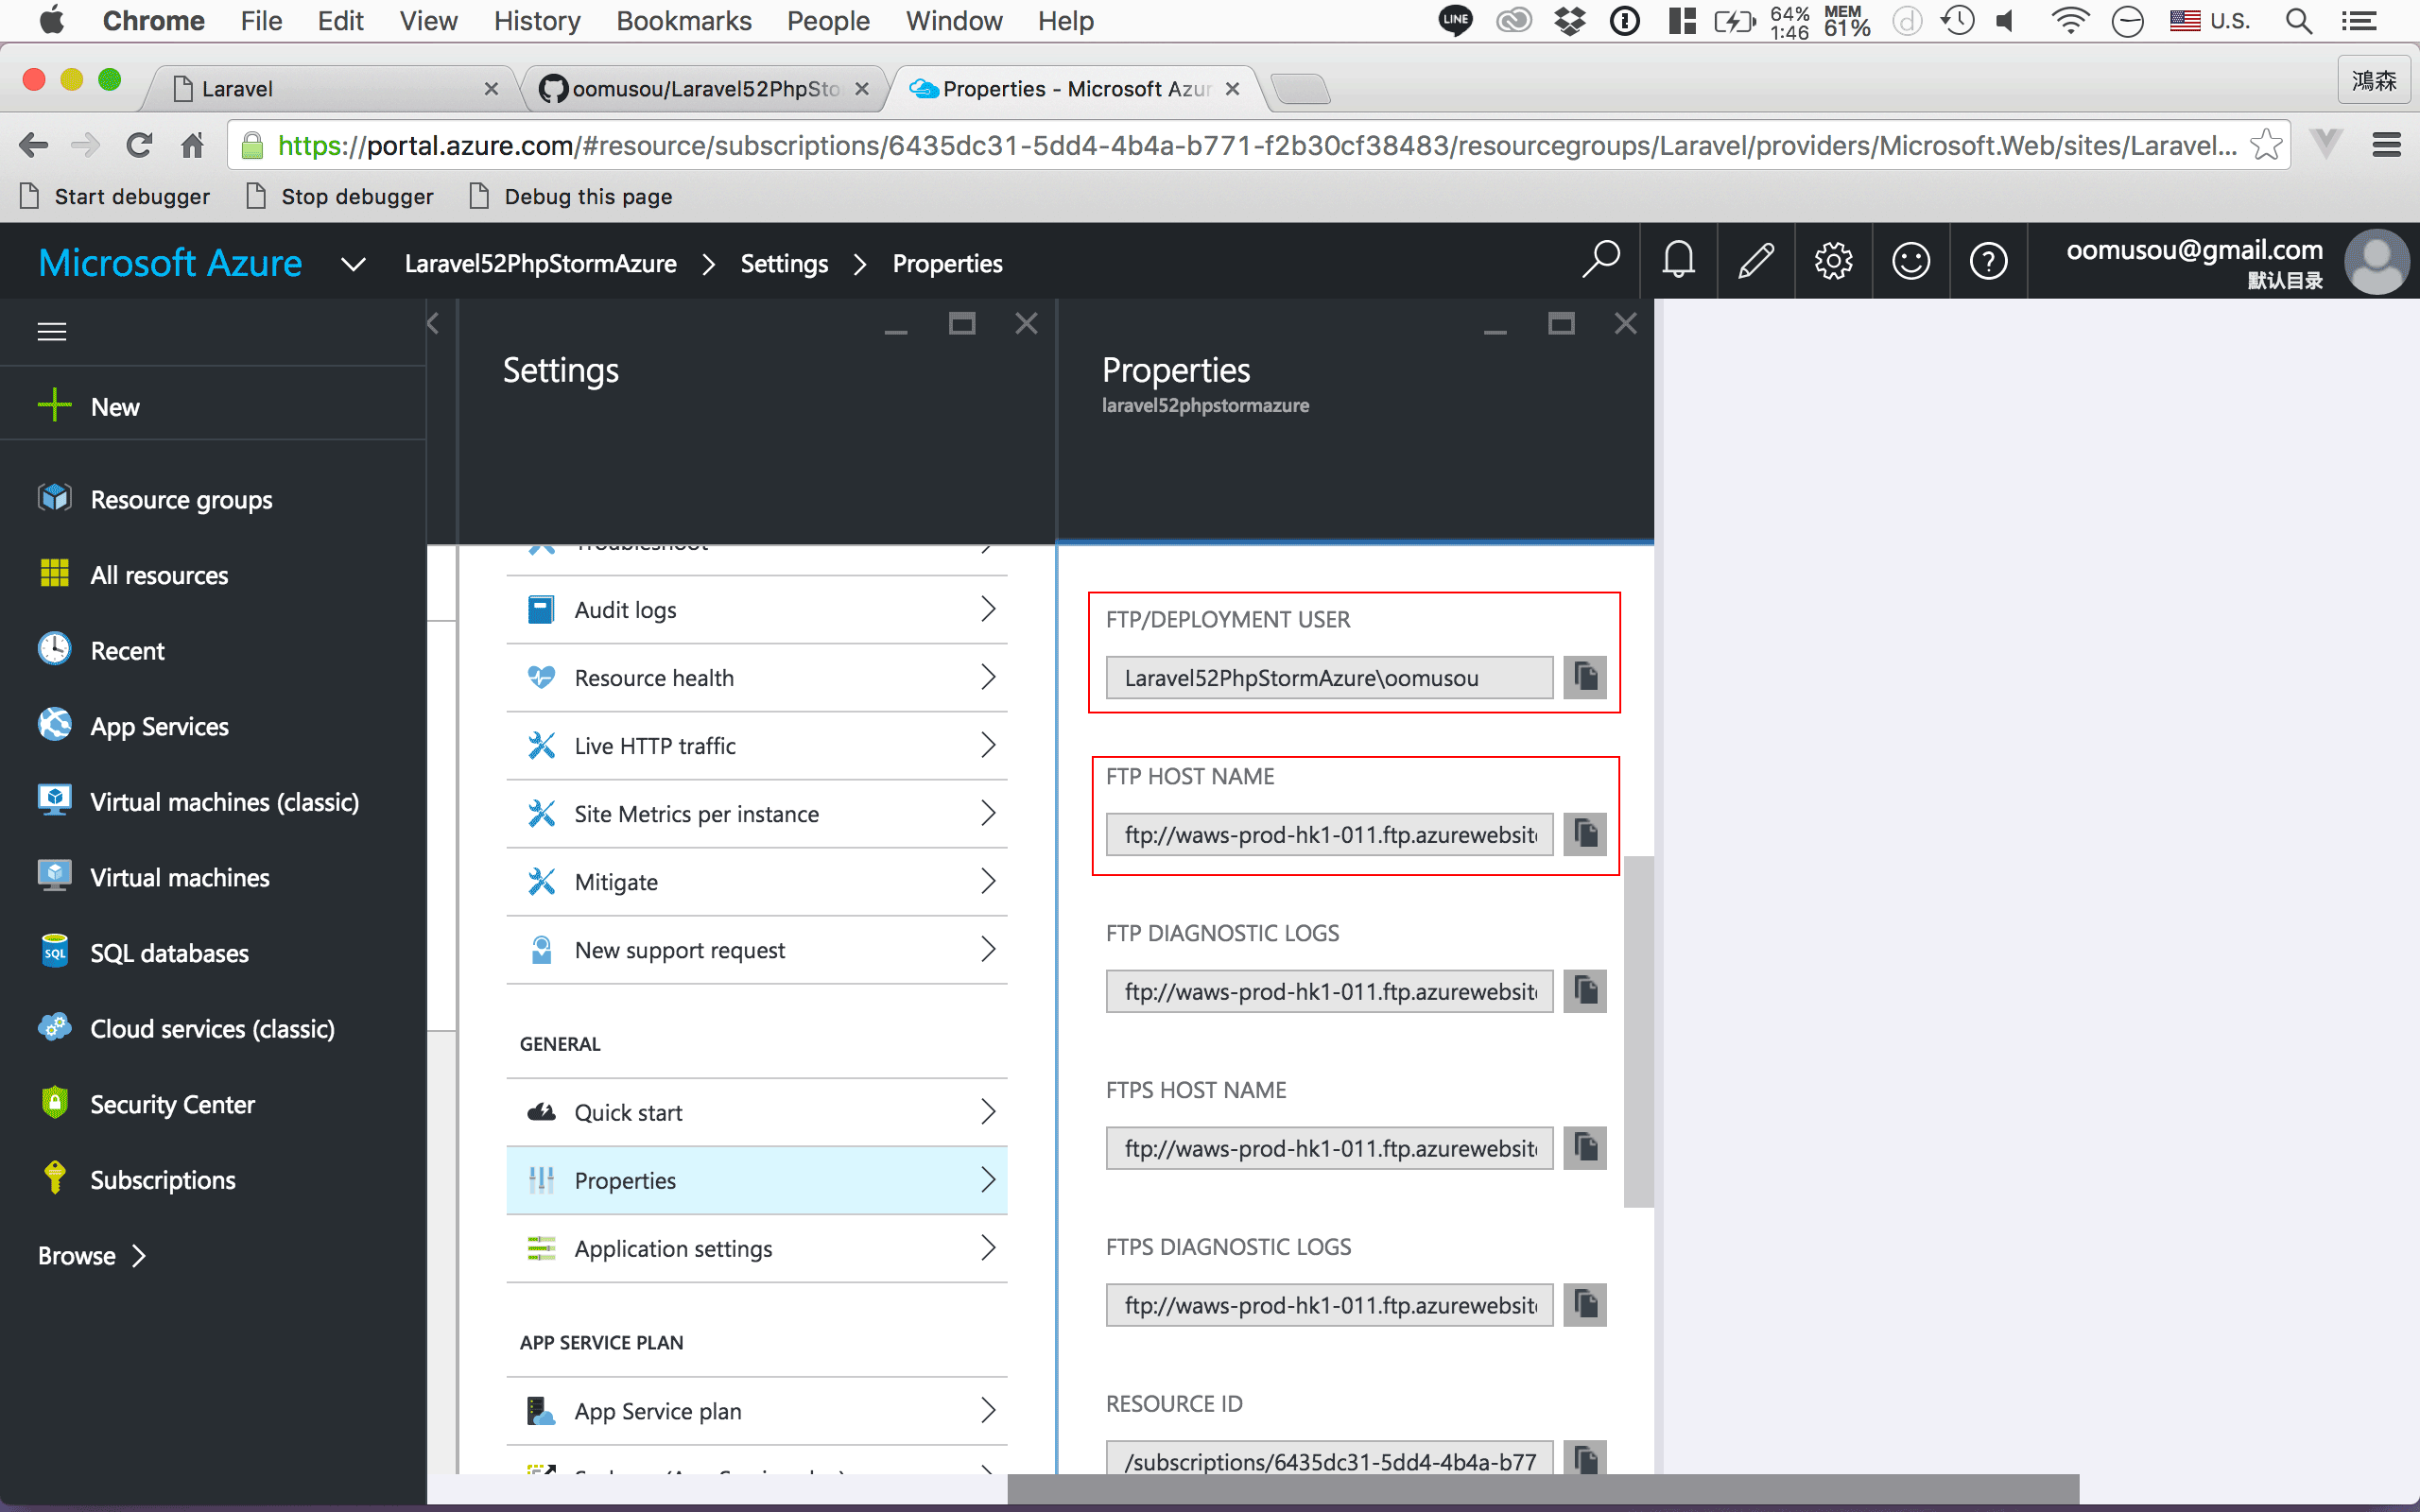 Chrome File Edit View History Bookmarks People Window Help LINE 64% 1:46 MEM 61% U.S.
Laravel oomusou/Laravel52PhpSto Properties - Microsoft Azur 鴻森
https://portal.azure.com/#resource/subscriptions/6435dc31-5dd4-4b4a-b771-f2b30cf38483/resourcegroups/Laravel/providers/Microsoft.Web/sites/Laravel...
Start debugger Stop debugger Debug this page
Microsoft Azure Laravel52PhpStormAzure Settings Properties oomusou@gmail.com
默认目录
New
Resource groups
All resources
Recent
App Services
Virtual machines (classic)
Virtual machines
SQL databases
Cloud services (classic)
Security Center
Subscriptions
Browse
Settings
Troubleshoot
Audit logs
Resource health
Live HTTP traffic
Site Metrics per instance
Mitigate
New support request
GENERAL
Quick start
Properties
Application settings
APP SERVICE PLAN
App Service plan
Properties
laravel52phpstormazure
FTP/DEPLOYMENT USER
Laravel52PhpStormAzure\oomusou
FTP HOST NAME
ftp://waws-prod-hk1-011.ftp.azurewebsite
FTP DIAGNOSTIC LOGS
ftp://waws-prod-hk1-011.ftp.azurewebsite
FTPS HOST NAME
ftp://waws-prod-hk1-011.ftp.azurewebsite
FTPS DIAGNOSTIC LOGS
ftp://waws-prod-hk1-011.ftp.azurewebsite
RESOURCE ID
/subscriptions/6435dc31-5dd4-4b4a-b77